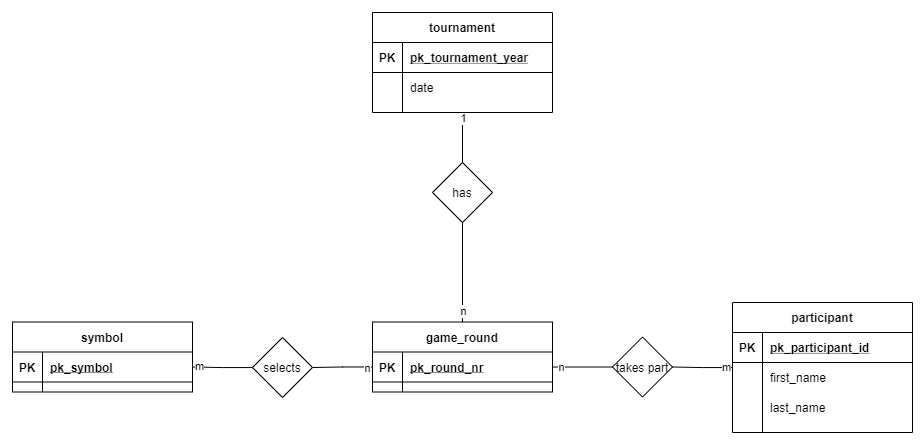 tournament
PK pk_tournament_year
date
1
has
n
symbol
PK pk_symbol
m
selects
n
game_round
PK pk_round_nr
n
takes part
m
participant
PK pk_participant_id
first_name
last_name